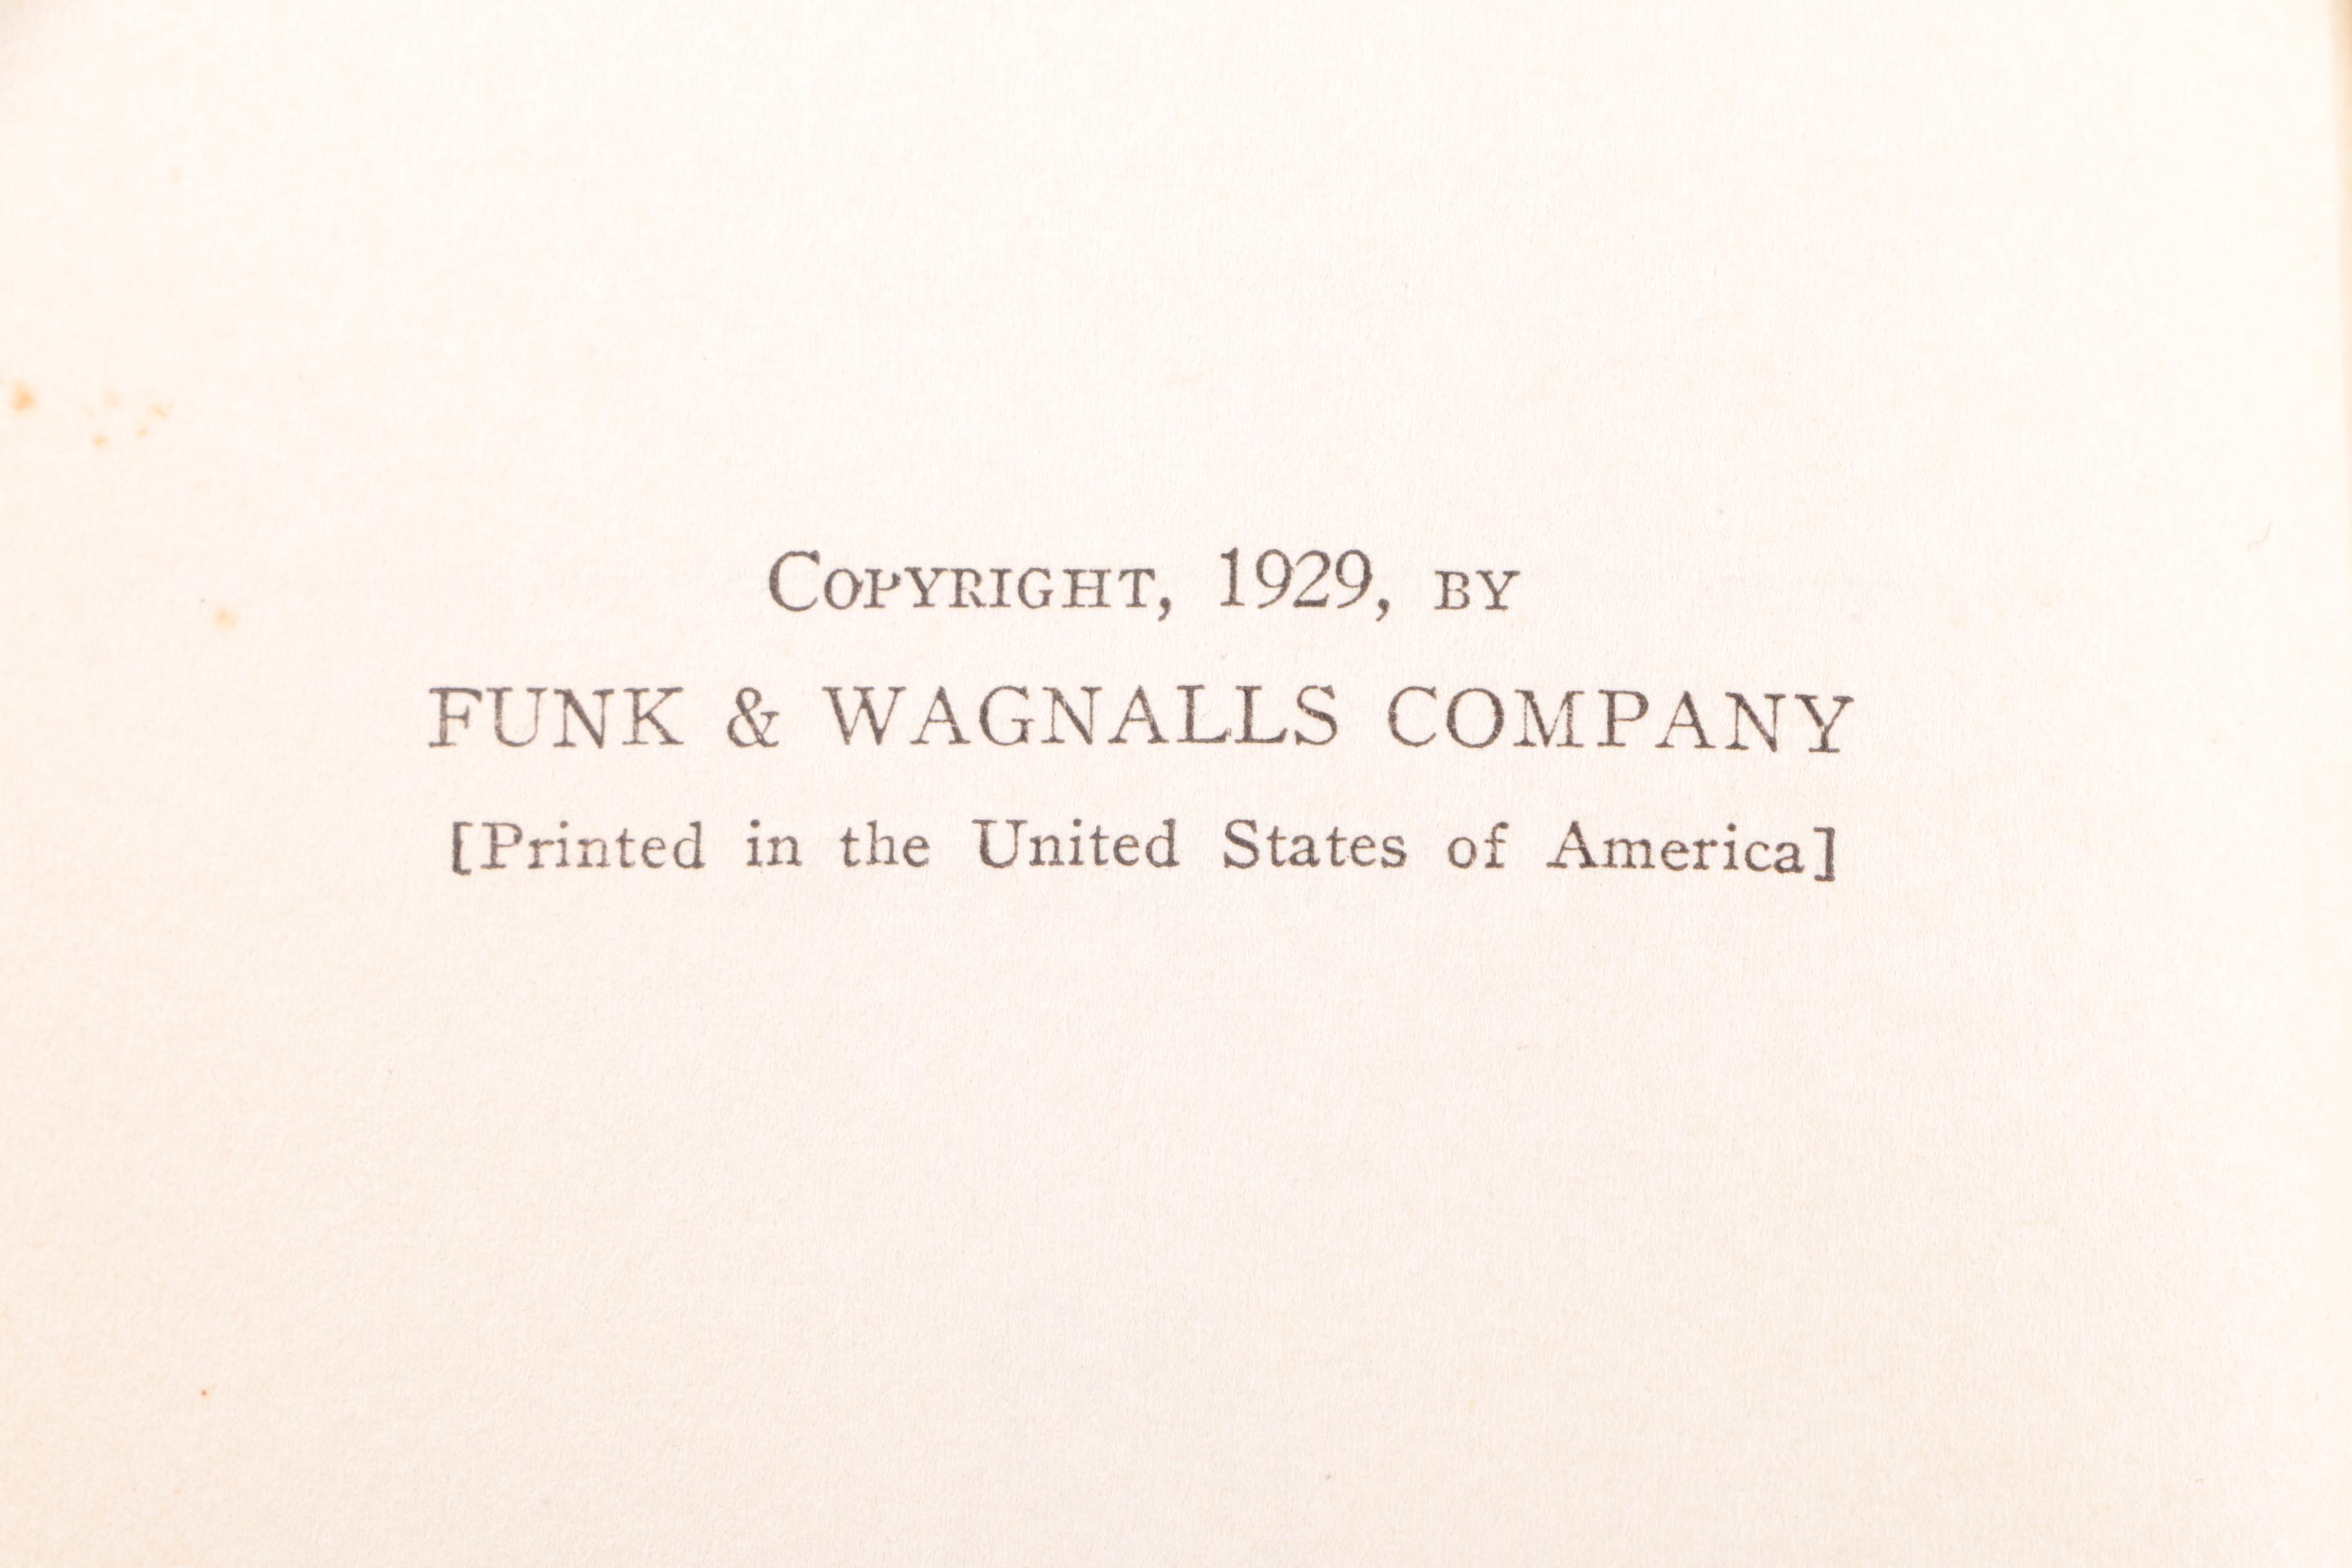 Copyright, 1929, by
FUNK & WAGNALLS COMPANY
[Printed in the United States of America]